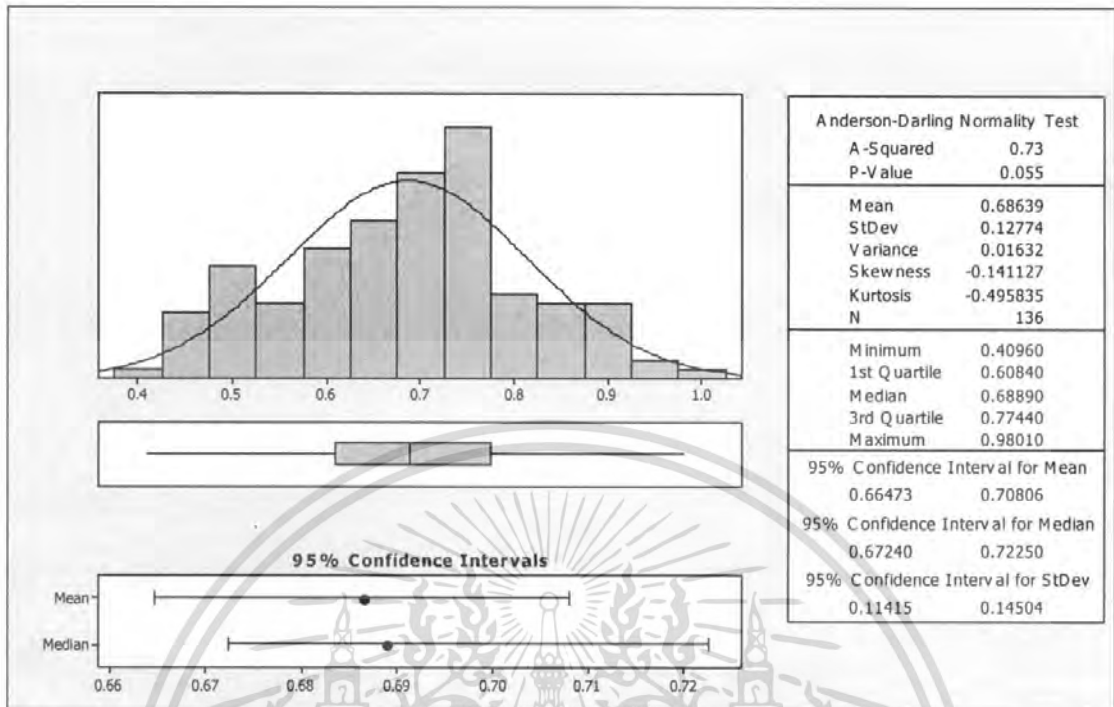 Anderson-Darling Normality Test
A-Squared 0.73
P-Value 0.055
Mean 0.68639
StDev 0.12774
Variance 0.01632
Skewness -0.141127
Kurtosis -0.495835
N 136
Minimum 0.40960
1st Quartile 0.60840
Median 0.68890
3rd Quartile 0.77440
Maximum 0.98010
95% Confidence Interval for Mean
0.66473 0.70806
95% Confidence Interval for Median
0.67240 0.72250
95% Confidence Interval for StDev
0.11415 0.14504
0.4 0.5 0.6 0.7 0.8 0.9 1.0
95% Confidence Intervals
Mean
Median
0.66 0.67 0.68 0.69 0.70 0.71 0.72